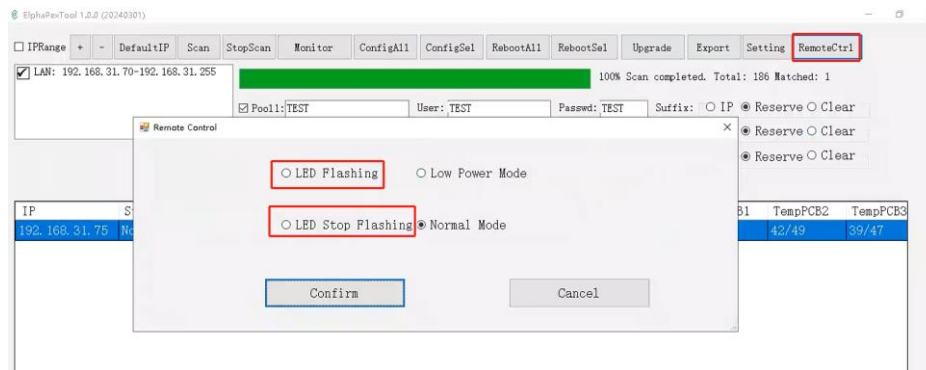 ElphaPexTool 1.0.0 (20240301)
IPRange + - DefaultIP Scan StopScan Monitor ConfigAll ConfigSel RebootAll RebootSel Upgrade Export Setting RemoteCtrl
LAN: 192.168.31.70-192.168.31.255
100% Scan completed. Total: 186 Matched: 1
Pool1: TEST User: TEST Passwd: TEST Suffix: IP Reserve Clear
Remote Control
Reserve Clear
Reserve Clear
LED Flashing Low Power Mode
LED Stop Flashing Normal Mode
IP TempPCB2 TempPCB3
192.168.31.75 42/49 39/47
Confirm Cancel